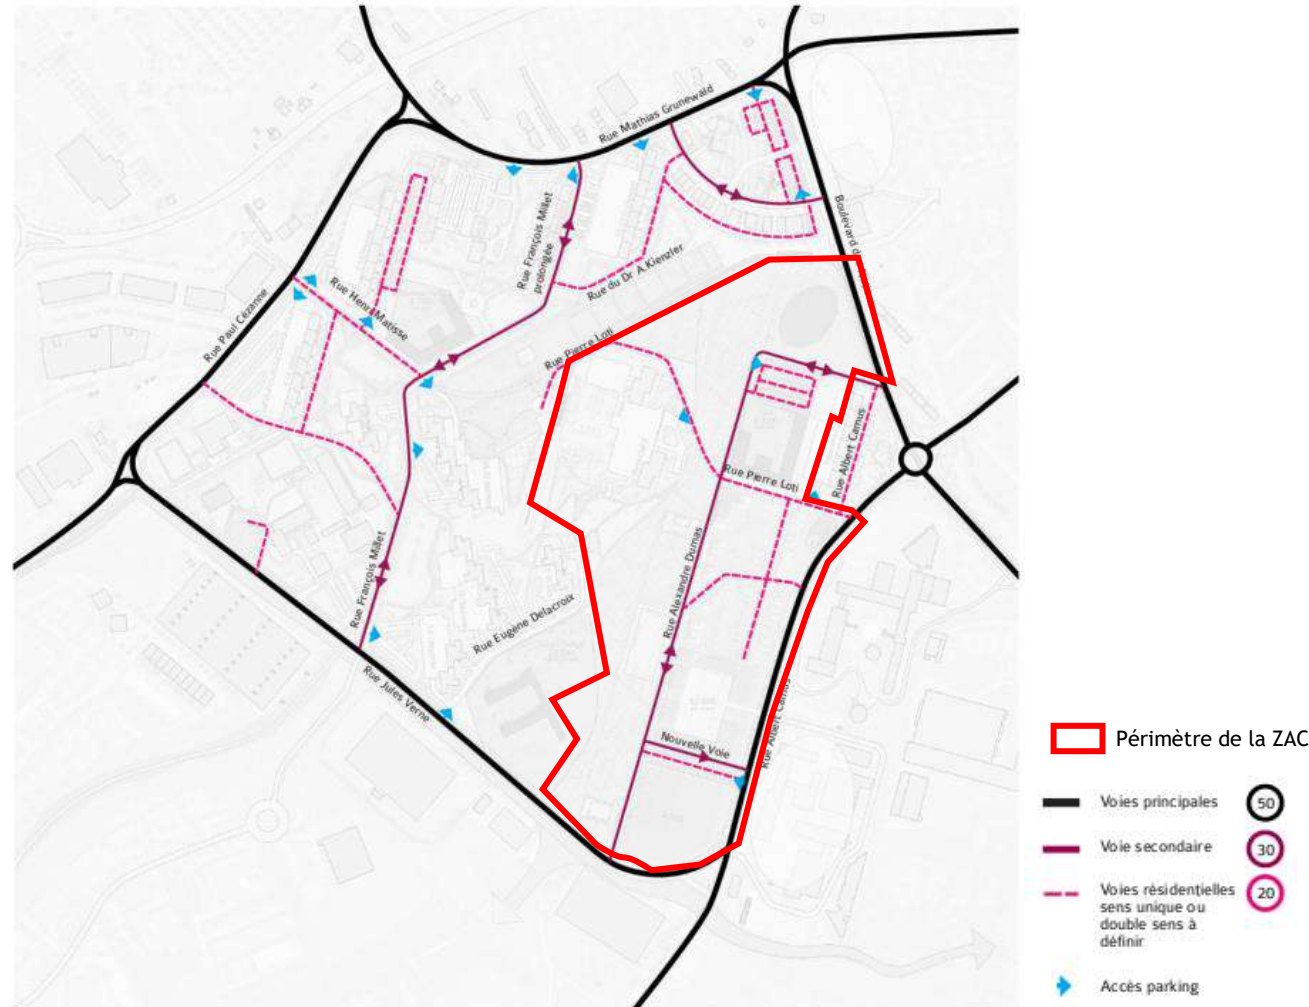 Rue Mathias Grunewald
Rue François Millet
prolongée
Boulevard
Rue du Dr A.Kienzler
Rue Henri Matisse
Rue Paul Cézanne
Rue Pierre Loti
Rue Albert Camus
Rue Pierre Loti
Rue Alexandre Dumas
Rue François Millet
Rue Eugène Delacroix
Rue Jules Verne
Nouvelle Voie
Rue Albert Camus
Périmètre de la ZAC
Voies principales
50
Voie secondaire
30
Voies résidentielles
20
sens unique ou
double sens à
définir
Accès parking